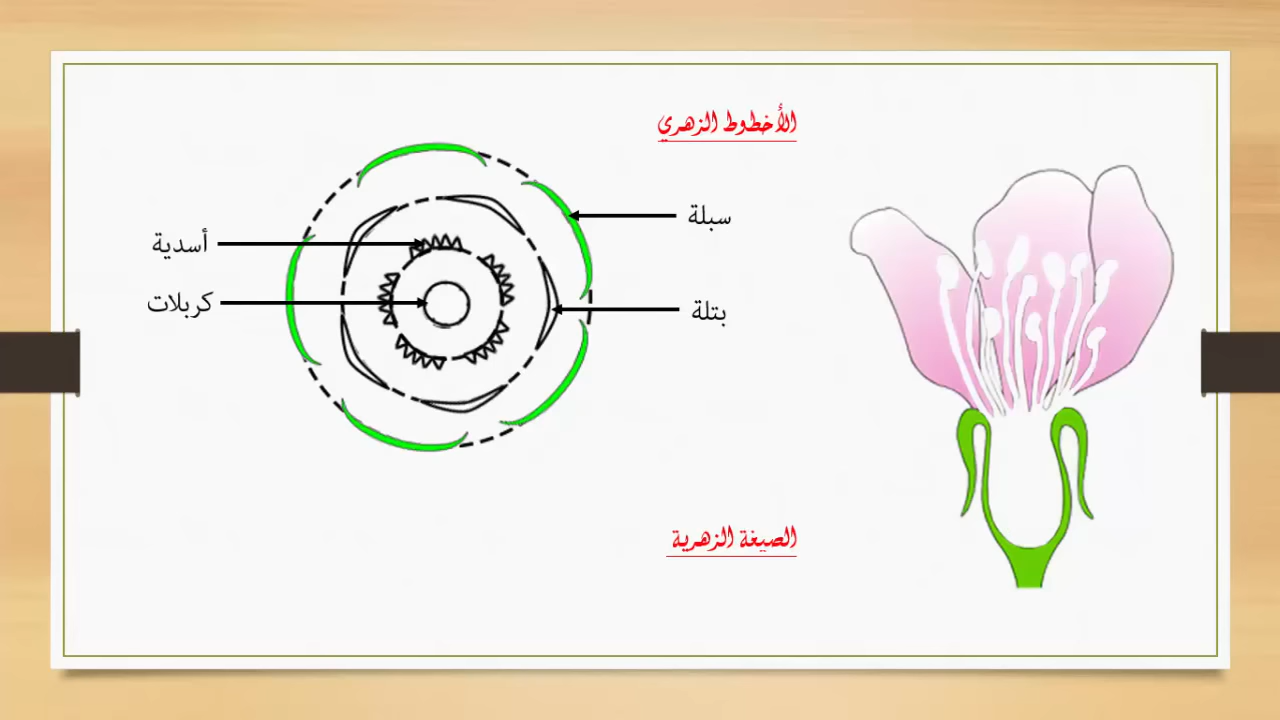 الأخطوط الزهري
سبلة
أسدية
كربلات
بتلة
الصيغة الزهرية